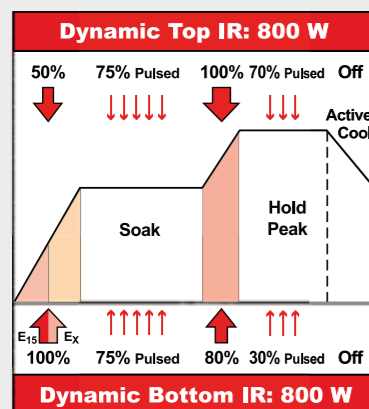 Dynamic Top IR: 800 W
50% 75% Pulsed 100% 70% Pulsed Off
Active
Cool
Soak
Hold
Peak
E15 EX
100% 75% Pulsed 80% 30% Pulsed Off
Dynamic Bottom IR: 800 W